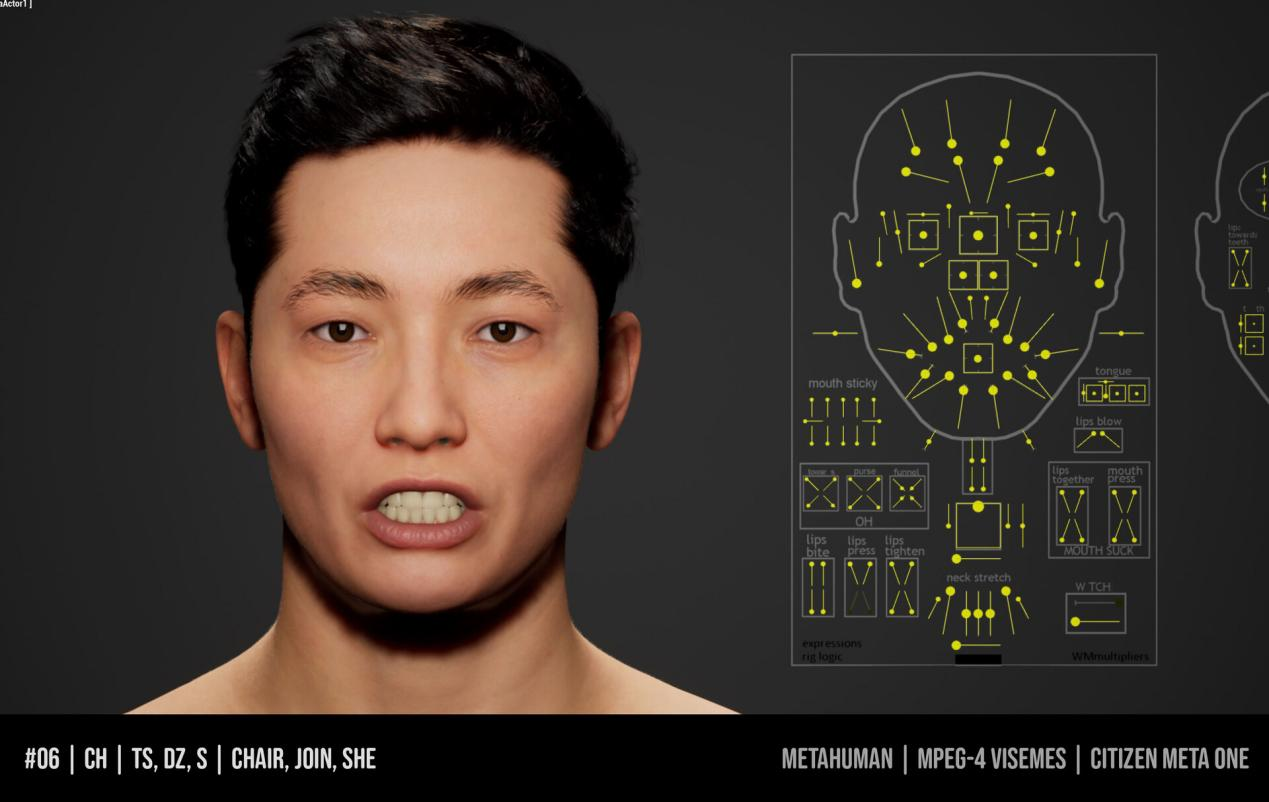 aActor1 ]
lips
towards
teeth
t th
tongue
mouth sticky
lips blow
lower s purse funnel
OH
lips
together
mouth
press
MOUTH SUCK
lips
bite
lips
press
lips
tighten
neck stretch
W TCH
expressions
rig logic
WMmultipliers
#06 | CH | TS, DZ, S | CHAIR, JOIN, SHE
METAHUMAN | MPEG-4 VISEMES | CITIZEN META ONE